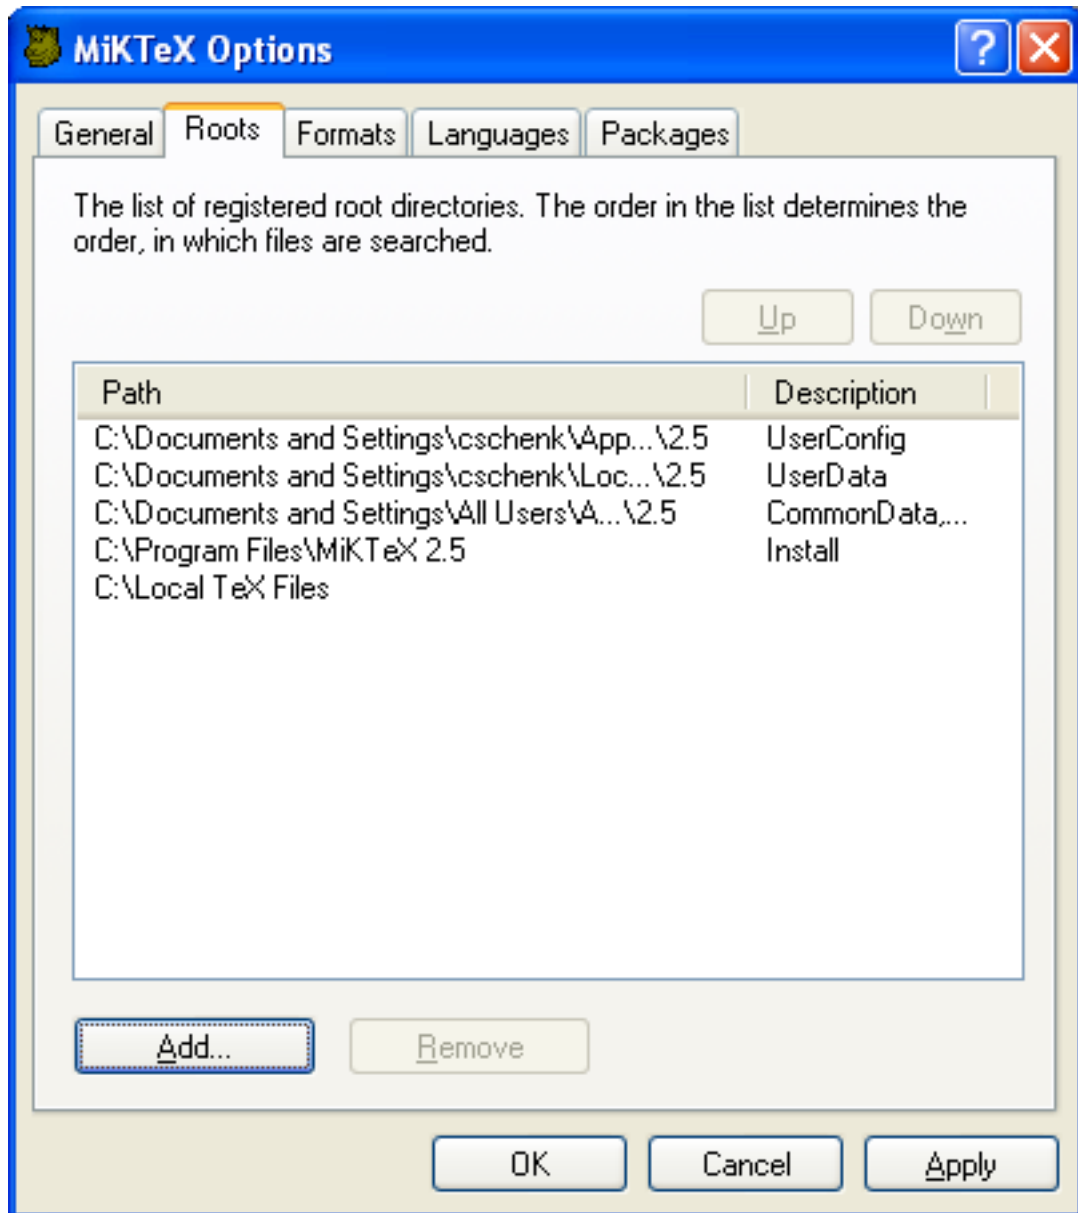 MiKTeX Options
General Roots Formats Languages Packages
The list of registered root directories. The order in the list determines the
order, in which files are searched.
Up Down
Path Description
C:\Documents and Settings\cschenk\App...\2.5 UserConfig
C:\Documents and Settings\cschenk\Loc...\2.5 UserData
C:\Documents and Settings\All Users\A...\2.5 CommonData,...
C:\Program Files\MiKTeX 2.5 Install
C:\Local TeX Files
Add... Remove
OK Cancel Apply